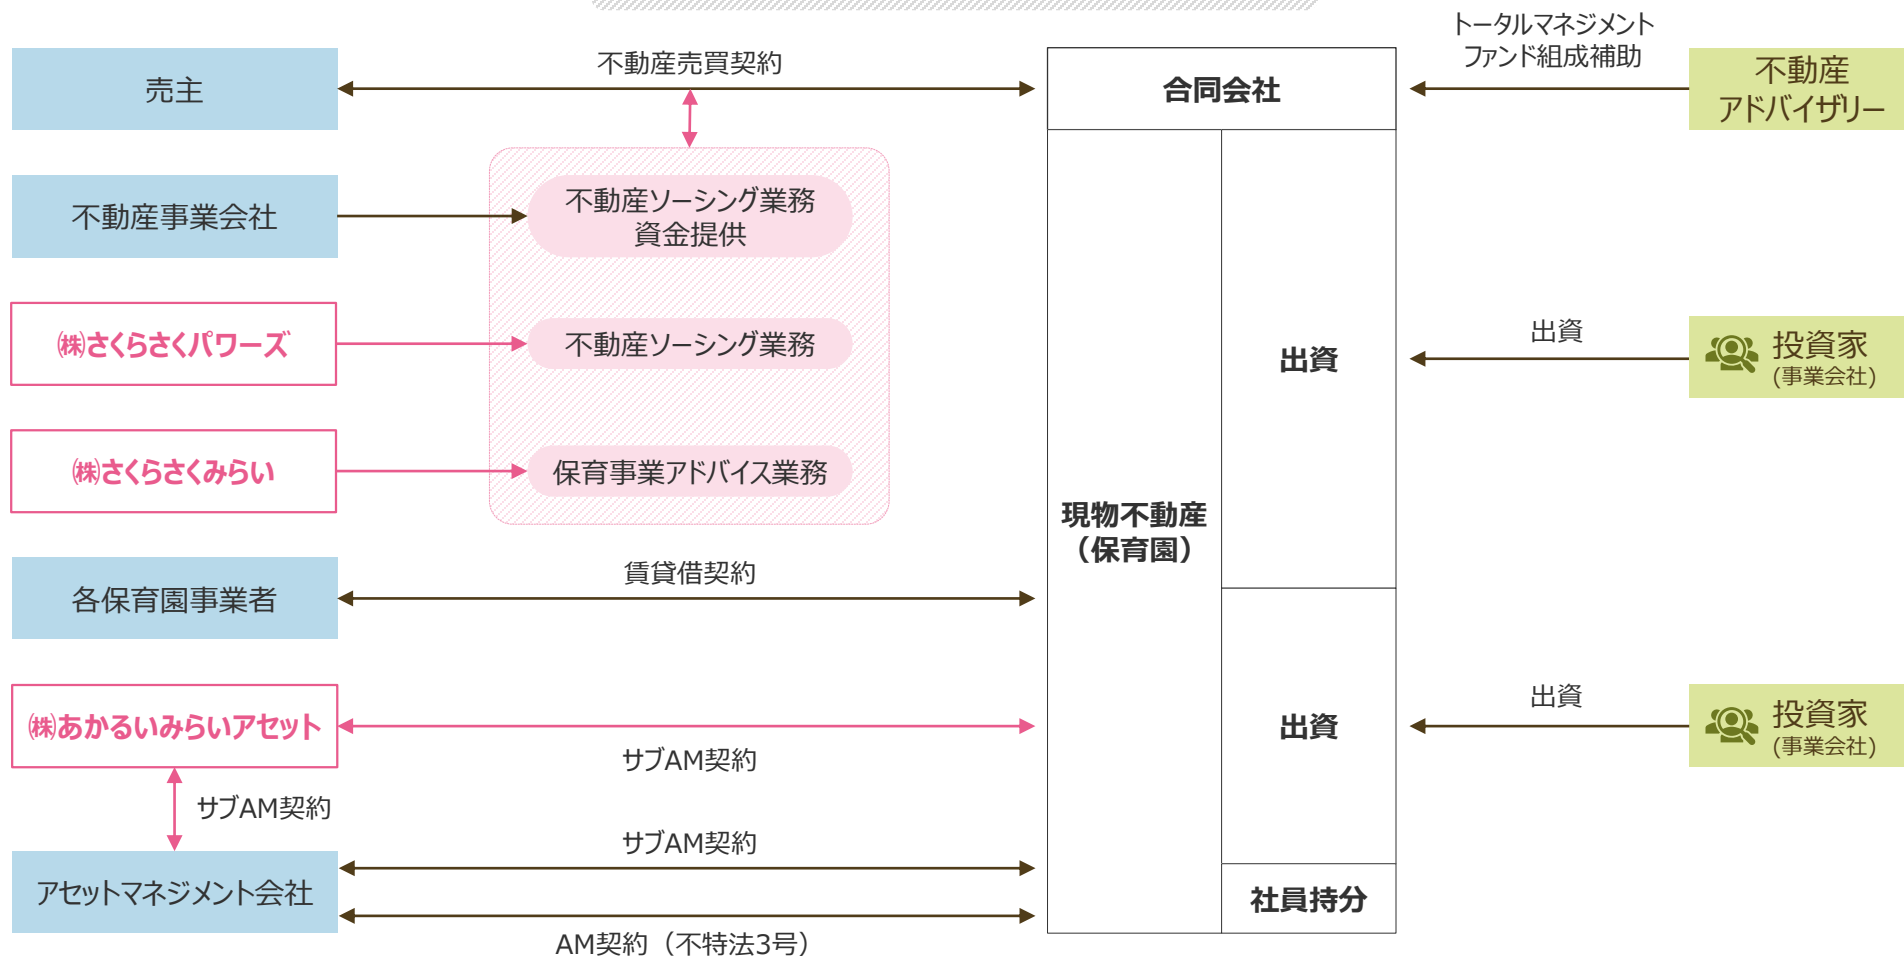 売主
不動産売買契約
合同会社
トータルマネジメント
ファンド組成補助
不動産
アドバイザリー
不動産事業会社
不動産ソーシング業務
資金提供
㈱さくらさくパワーズ
不動産ソーシング業務
出資
出資
投資家
(事業会社)
㈱さくらさくみらい
保育事業アドバイス業務
現物不動産
（保育園）
各保育園事業者
賃貸借契約
㈱あかるいみらいアセット
サブAM契約
出資
出資
投資家
(事業会社)
サブAM契約
アセットマネジメント会社
サブAM契約
AM契約（不特法3号）
社員持分